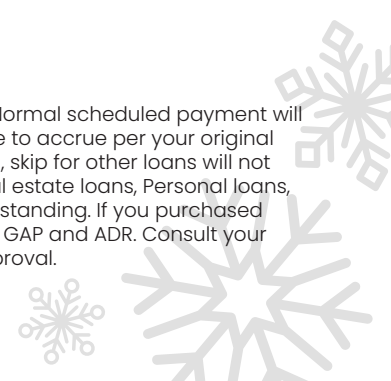 Normal scheduled payment will
e to accrue per your original
, skip for other loans will not
l estate loans, Personal loans,
standing. If you purchased
GAP and ADR. Consult your
proval.